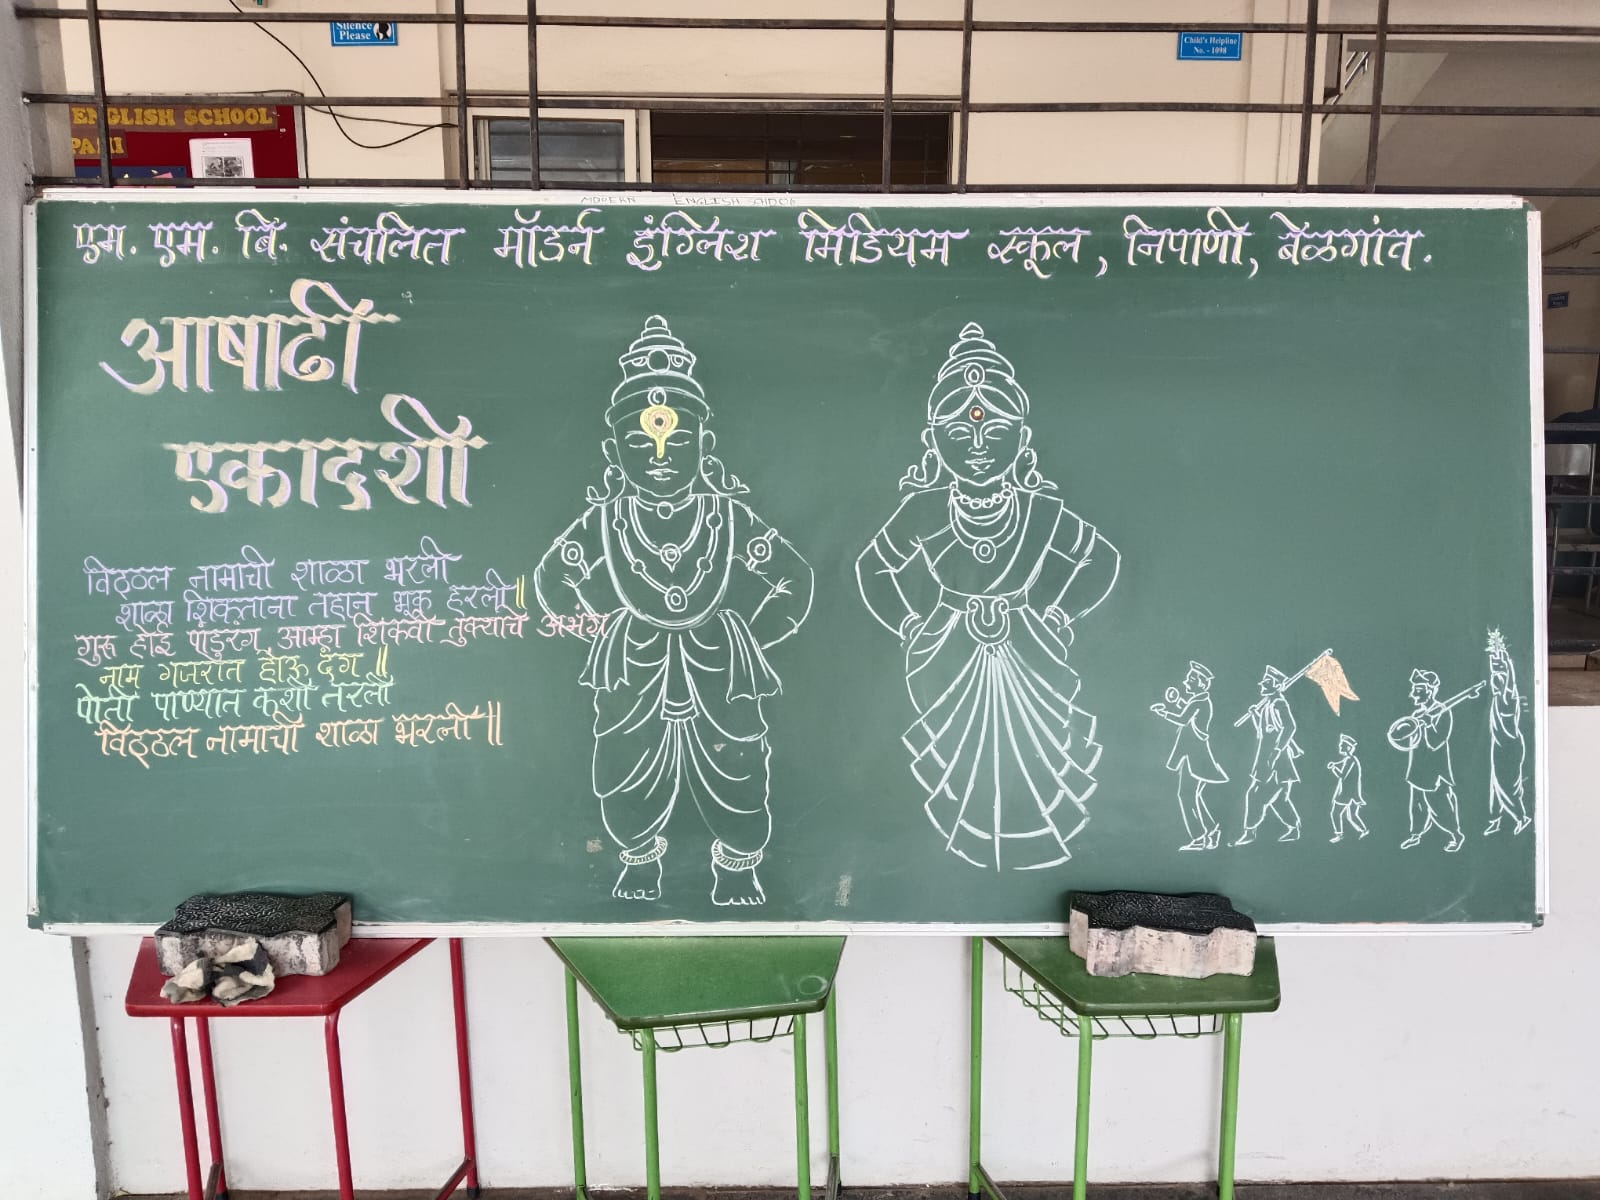 Silence
Please
Child's Helpline
No. - 1098
ENGLISH SCHOOL
PANI
MODERN ENGLISH SCHOOL
एम. एम. बि. संचलित मॉडर्न इंग्लिश मिडियम स्कूल, निपाणी, बेळगांव.
आषाढी
एकादशी
विठ्ठल नामाची शाळा भरली
शाळा शिकताना तहान भूक हरली॥
गुरू होई पांडुरंग, आम्हा शिकवी तुक्याचे अभंग
नाम गजरात होऊ दंग ॥
पोती पाण्यात कशी तरली
विठ्ठल नामाची शाळा भरली॥